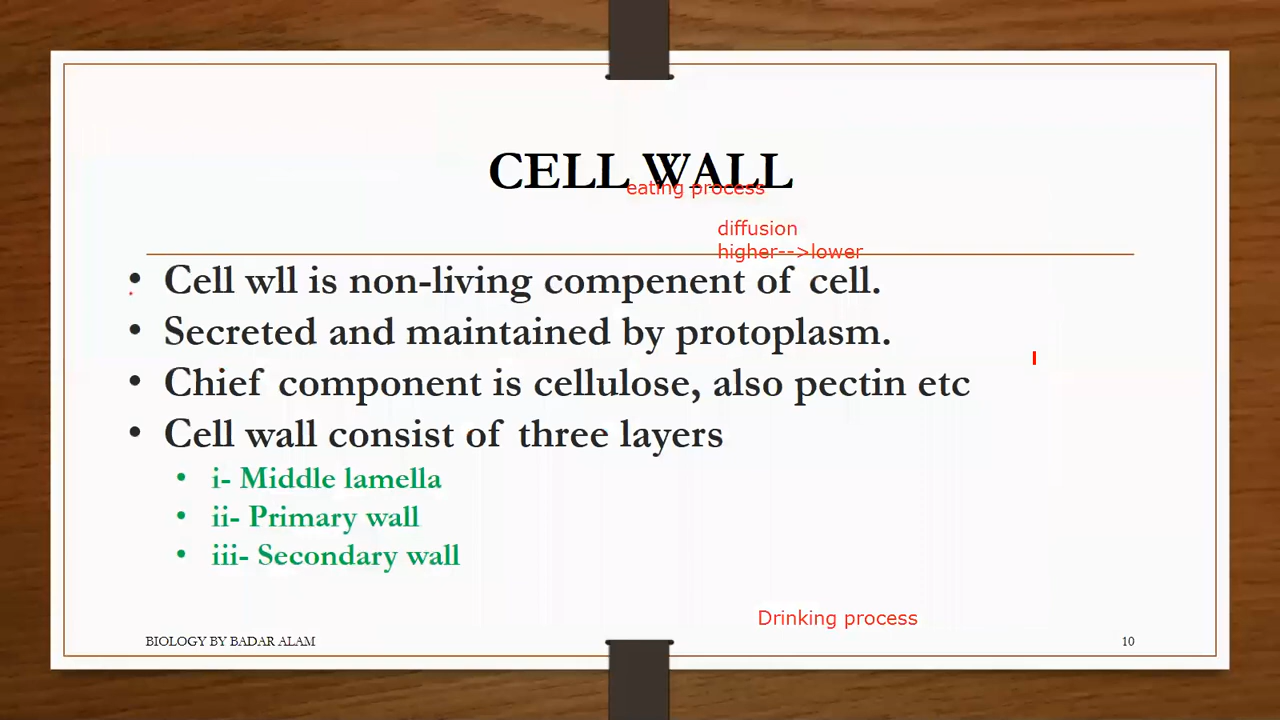 CELL WALL
eating process
diffusion
higher-->lower
• Cell wll is non-living compenent of cell.
• Secreted and maintained by protoplasm.
• Chief component is cellulose, also pectin etc
• Cell wall consist of three layers
• i- Middle lamella
• ii- Primary wall
• iii- Secondary wall
Drinking process
BIOLOGY BY BADAR ALAM
10